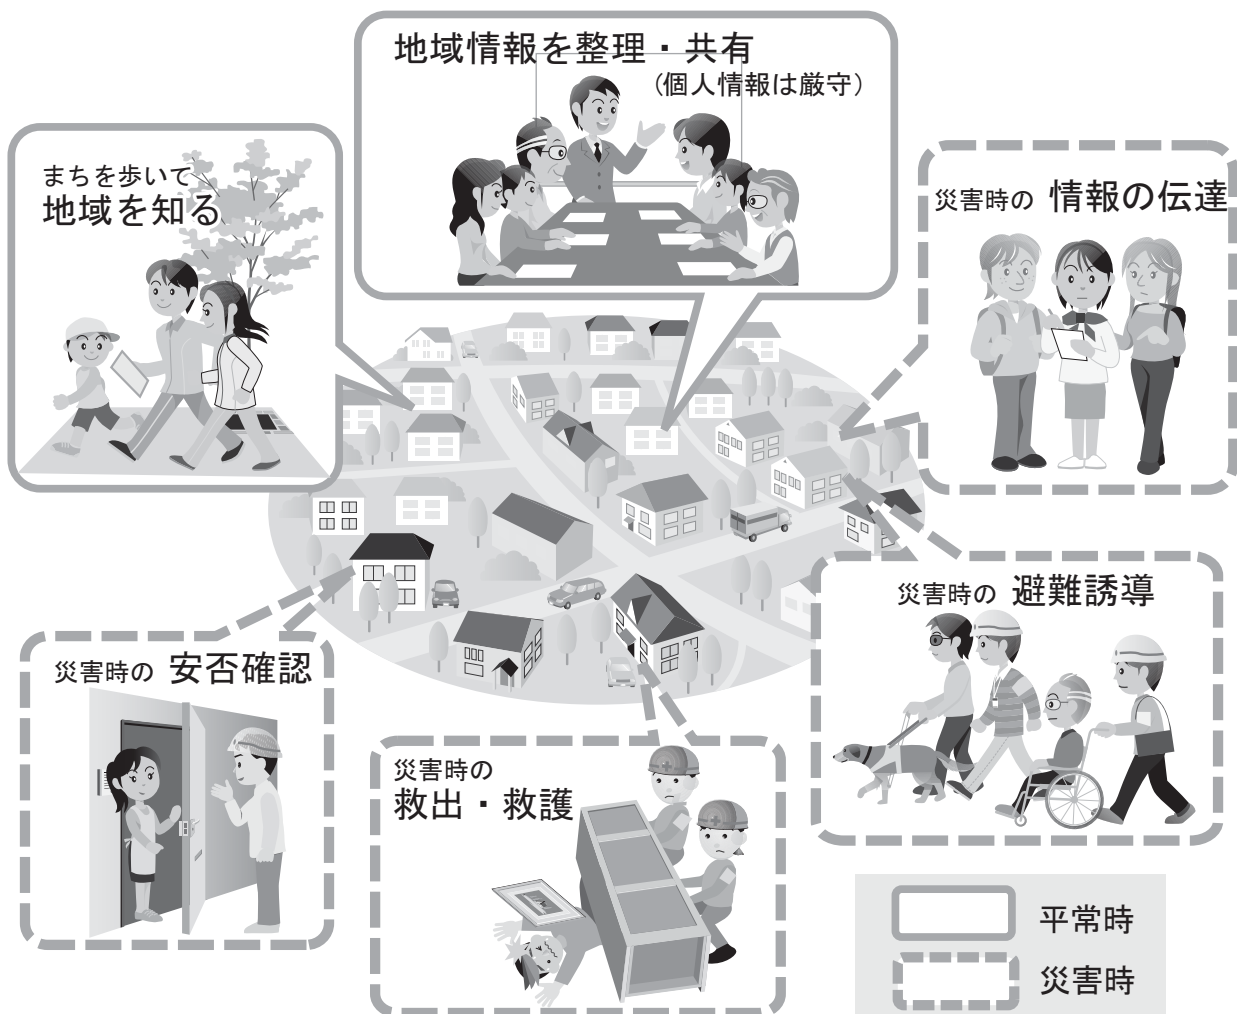 地域情報を整理・共有
（個人情報は厳守）
まちを歩いて
地域を知る
災害時の 情報の伝達
災害時の 避難誘導
災害時の 安否確認
災害時の
救出・救護
平常時
災害時